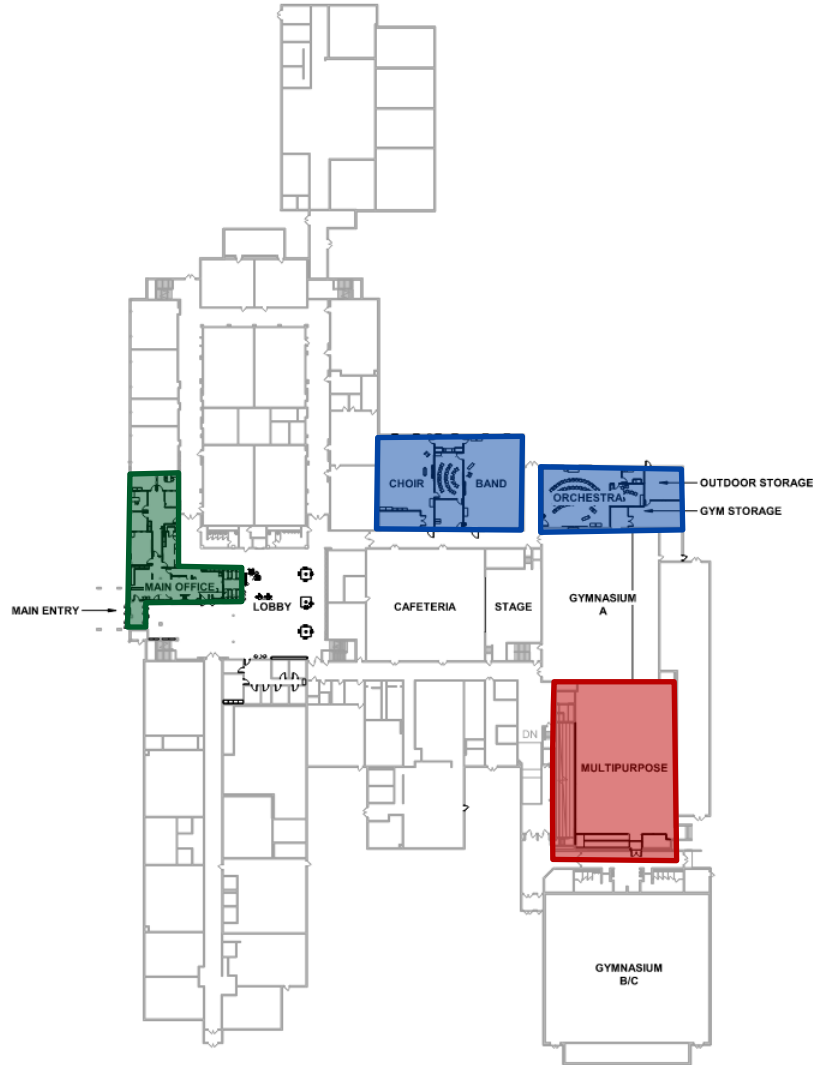 CHOIR
BAND
OUTDOOR STORAGE
ORCHESTRA
GYM STORAGE
MAIN OFFICE
MAIN ENTRY
LOBBY
CAFETERIA
STAGE
GYMNASIUM
A
DN
MULTIPURPOSE
GYMNASIUM
B/C